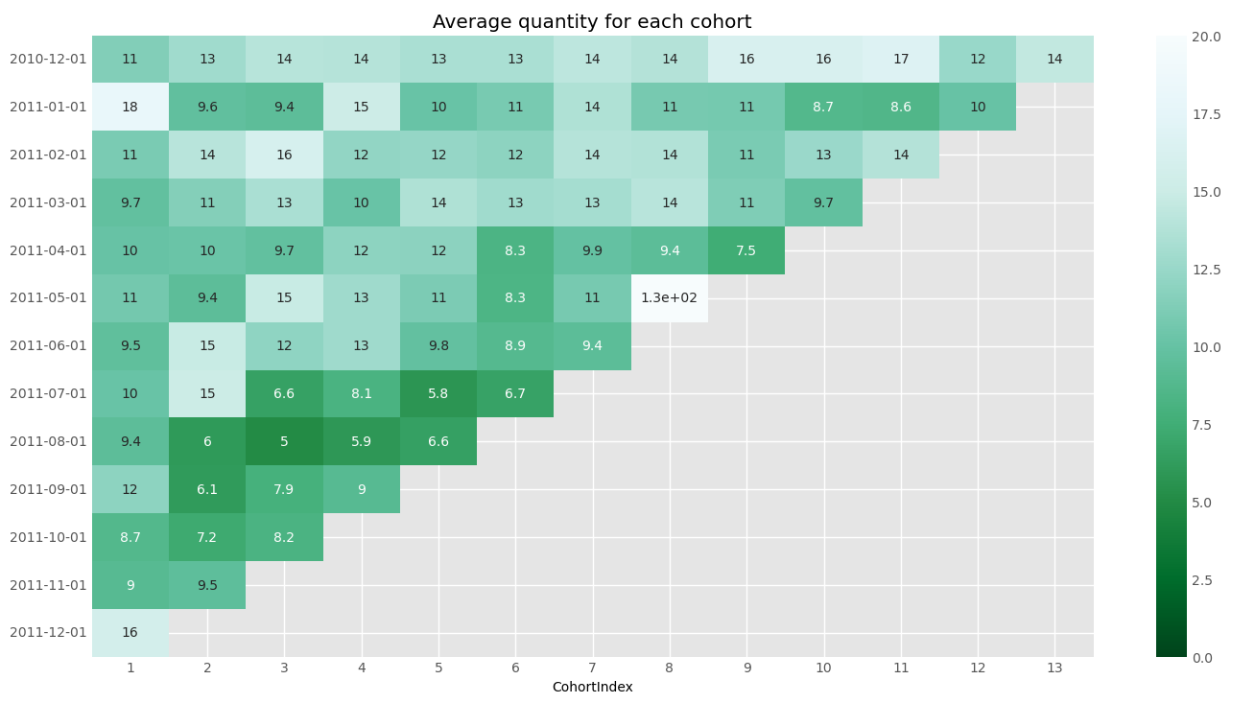 Average quantity for each cohort
2010-12-01 11 13 14 14 13 13 14 14 16 16 17 12 14
2011-01-01 18 9.6 9.4 15 10 11 14 11 11 8.7 8.6 10
2011-02-01 11 14 16 12 12 12 14 14 11 13 14
2011-03-01 9.7 11 13 10 14 13 13 14 11 9.7
2011-04-01 10 10 9.7 12 12 8.3 9.9 9.4 7.5
2011-05-01 11 9.4 15 13 11 8.3 11 1.3e+02
2011-06-01 9.5 15 12 13 9.8 8.9 9.4
2011-07-01 10 15 6.6 8.1 5.8 6.7
2011-08-01 9.4 6 5 5.9 6.6
2011-09-01 12 6.1 7.9 9
2011-10-01 8.7 7.2 8.2
2011-11-01 9 9.5
2011-12-01 16
1 2 3 4 5 6 7 8 9 10 11 12 13
CohortIndex
20.0
17.5
15.0
12.5
10.0
7.5
5.0
2.5
0.0